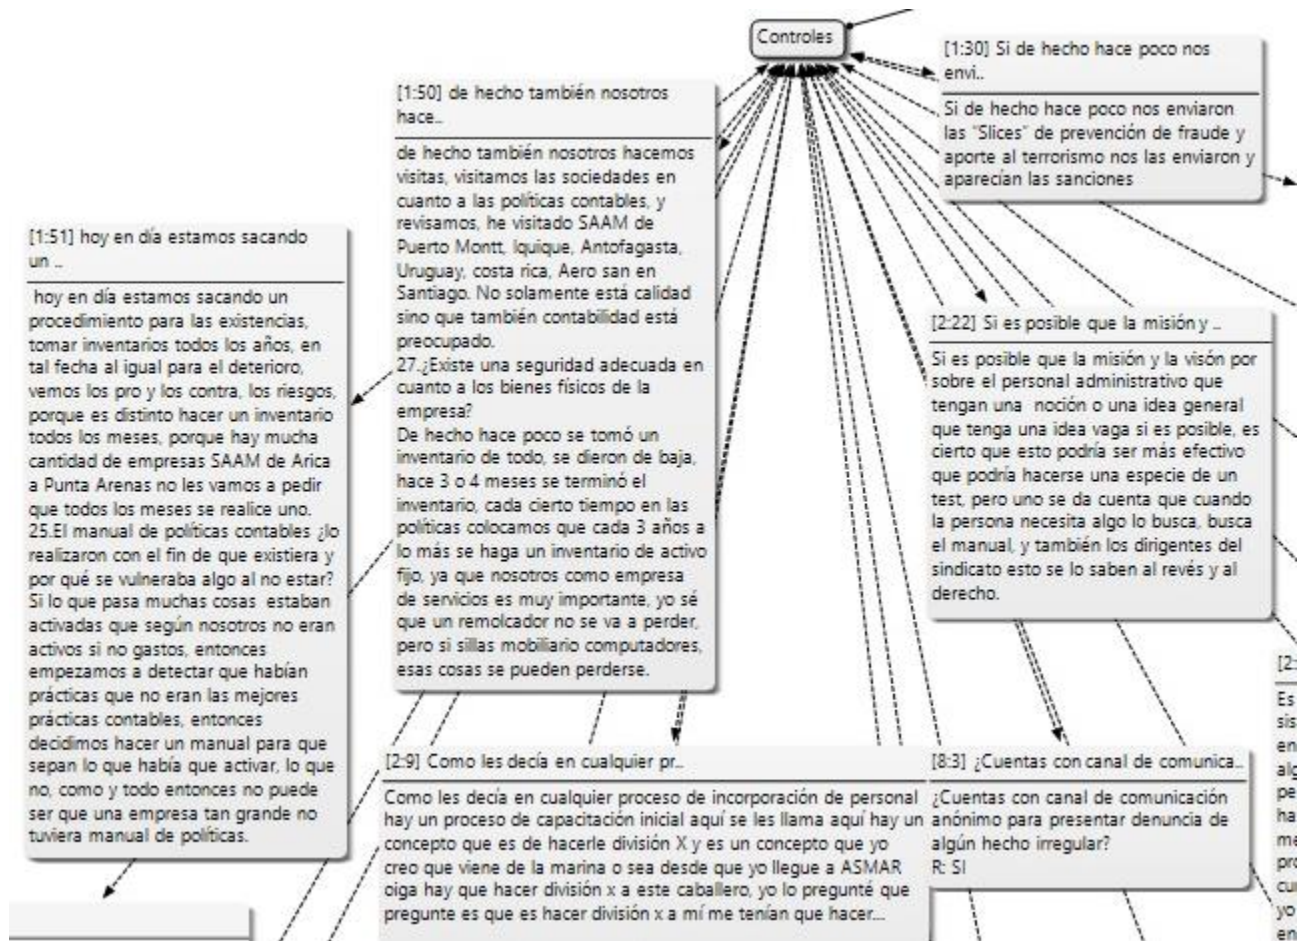 Controles
[1:30] Si de hecho hace poco nos
envi..
Si de hecho hace poco nos enviaron
las "Slices" de prevención de fraude y
aporte al terrorismo nos las enviaron y
aparecían las sanciones
[1:50] de hecho también nosotros
hace..
de hecho también nosotros hacemos
visitas, visitamos las sociedades en
cuanto a las políticas contables, y
revisamos, he visitado SAAM de
Puerto Montt, Iquique, Antofagasta,
Uruguay, costa rica, Aero san en
Santiago. No solamente está calidad
sino que también contabilidad está
preocupado.
27.¿Existe una seguridad adecuada en
cuanto a los bienes físicos de la
empresa?
De hecho hace poco se tomó un
inventario de todo, se dieron de baja,
hace 3 o 4 meses se terminó el
inventario, cada cierto tiempo en las
políticas colocamos que cada 3 años a
lo más se haga un inventario de activo
fijo, ya que nosotros como empresa
de servicios es muy importante, yo sé
que un remolcador no se va a perder,
pero si sillas mobiliario computadores,
esas cosas se pueden perderse.
[1:51] hoy en día estamos sacando
un ..
hoy en día estamos sacando un
procedimiento para las existencias,
tomar inventarios todos los años, en
tal fecha al igual para el deterioro,
vemos los pro y los contra, los riesgos,
porque es distinto hacer un inventario
todos los meses, porque hay mucha
cantidad de empresas SAAM de Arica
a Punta Arenas no les vamos a pedir
que todos los meses se realice uno.
25.El manual de políticas contables ¿lo
realizaron con el fin de que existiera y
por qué se vulneraba algo al no estar?
Si lo que pasa muchas cosas estaban
activadas que según nosotros no eran
activos si no gastos, entonces
empezamos a detectar que habían
prácticas que no eran las mejores
prácticas contables, entonces
decidimos hacer un manual para que
sepan lo que había que activar, lo que
no, como y todo entonces no puede
ser que una empresa tan grande no
tuviera manual de políticas.
[2:22] Si es posible que la misión y ..
Si es posible que la misión y la visón por
sobre el personal administrativo que
tengan una noción o una idea general
que tenga una idea vaga si es posible, es
cierto que esto podría ser más efectivo
que podría hacerse una especie de un
test, pero uno se da cuenta que cuando
la persona necesita algo lo busca, busca
el manual, y también los dirigentes del
sindicato esto se lo saben al revés y al
derecho.
[2:9] Como les decía en cualquier pr..
Como les decía en cualquier proceso de incorporación de personal
hay un proceso de capacitación inicial aquí se les llama aquí hay un
concepto que es de hacerle división X y es un concepto que yo
creo que viene de la marina o sea desde que yo llegue a ASMAR
oiga hay que hacer división x a este caballero, yo lo pregunté que
pregunte es que es hacer división x a mí me tenían que hacer...
[8:3] ¿Cuentas con canal de comunica..
¿Cuentas con canal de comunicación
anónimo para presentar denuncia de
algún hecho irregular?
R: SI
[2:
Es
sis
en
alg
pe
ha
me
pro
cur
yo
en